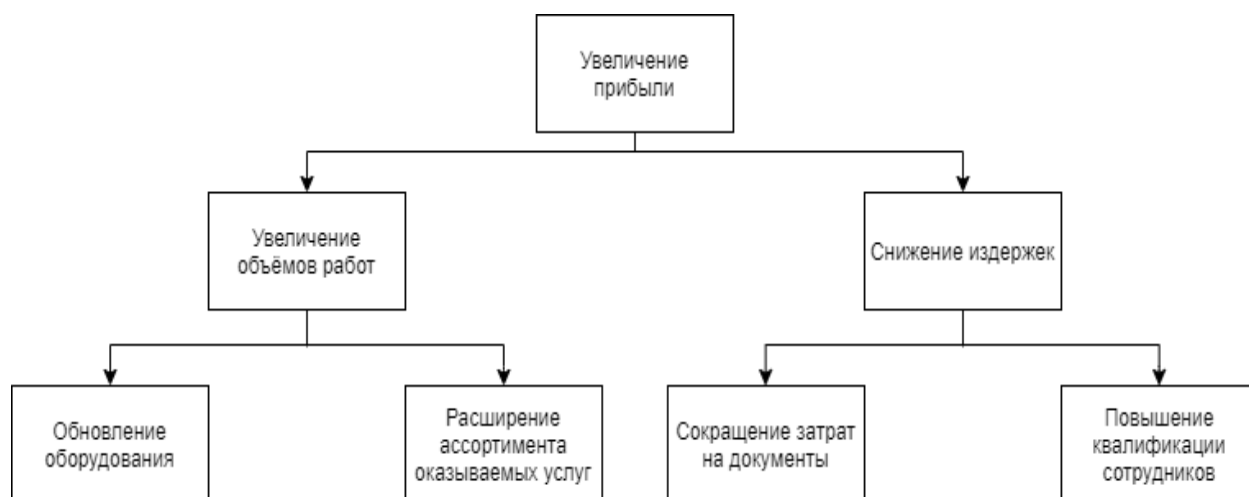 Увеличение
прибыли
Увеличение
объёмов работ
Снижение издержек
Обновление
оборудования
Расширение
ассортимента
оказываемых услуг
Сокращение затрат
на документы
Повышение
квалификации
сотрудников